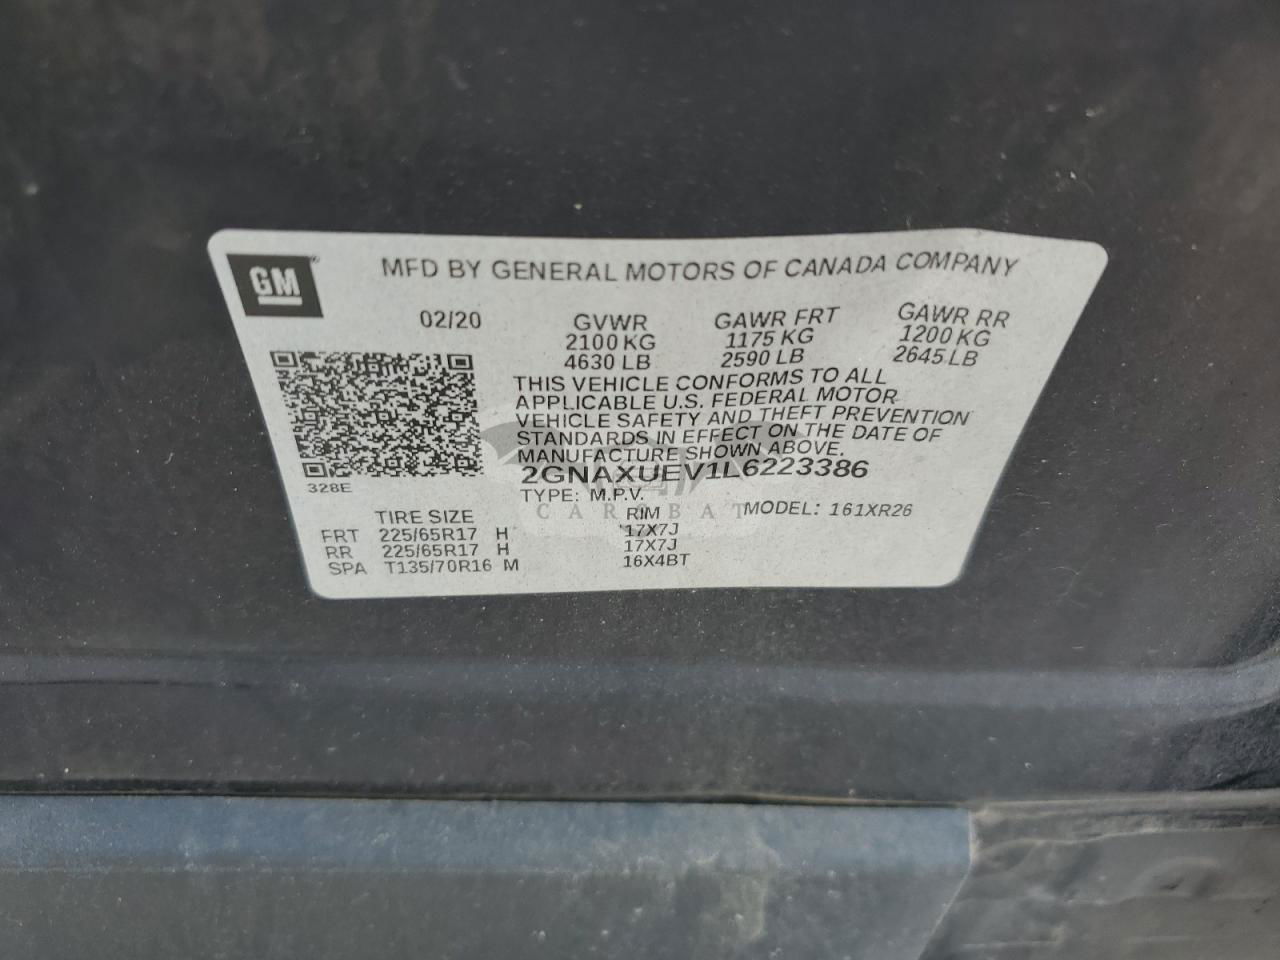 GM
MFD BY GENERAL MOTORS OF CANADA COMPANY
02/20 GVWR GAWR FRT GAWR RR
2100 KG 1175 KG 1200 KG
4630 LB 2590 LB 2645 LB
THIS VEHICLE CONFORMS TO ALL
APPLICABLE U.S. FEDERAL MOTOR
VEHICLE SAFETY AND THEFT PREVENTION
STANDARDS IN EFFECT ON THE DATE OF
MANUFACTURE SHOWN ABOVE.
2GNAXUEV1L6223386
328E
TYPE: M.P.V. MODEL: 161XR26
TIRE SIZE RIM
FRT 225/65R17 H 17X7J
RR 225/65R17 H 17X7J
SPA T135/70R16 M 16X4BT